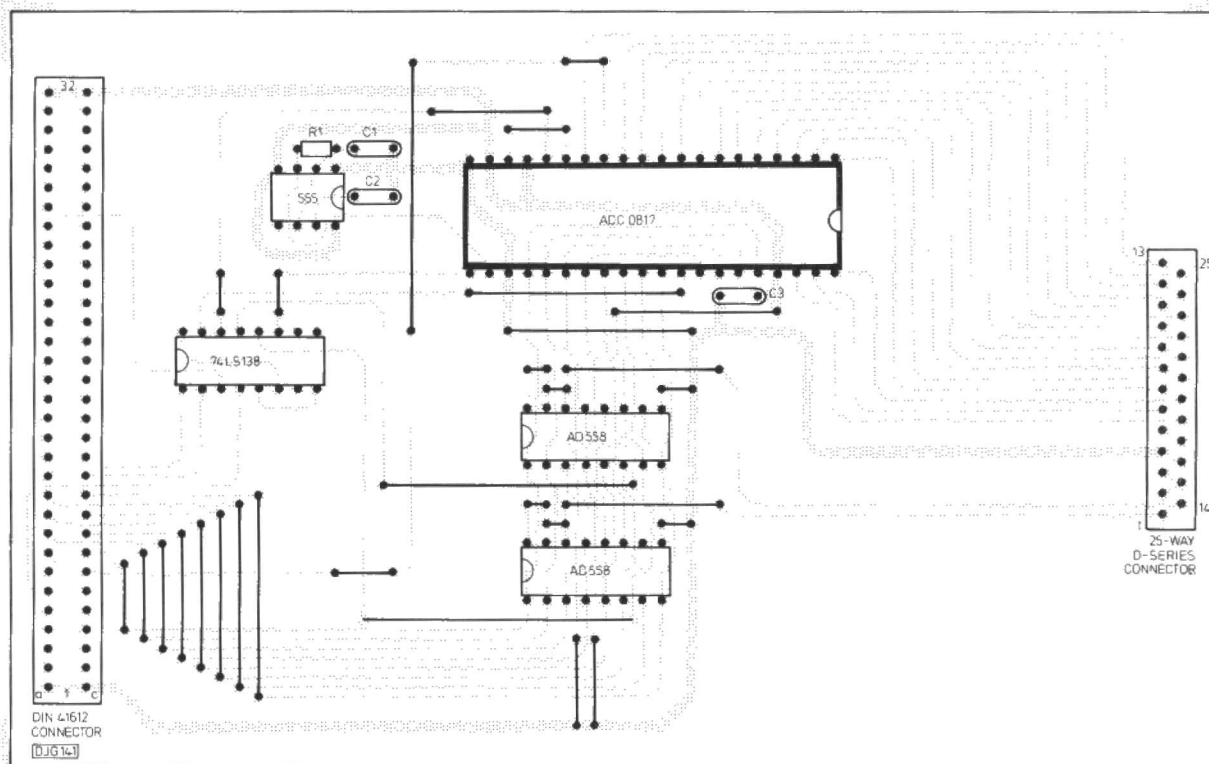 32
R1
C1
555
C2
ADC 0817
13
25
C3
74LS138
AD558
14
1
25-WAY
D-SERIES
CONNECTOR
AD558
a 1 c
DIN 41612
CONNECTOR
DJG141